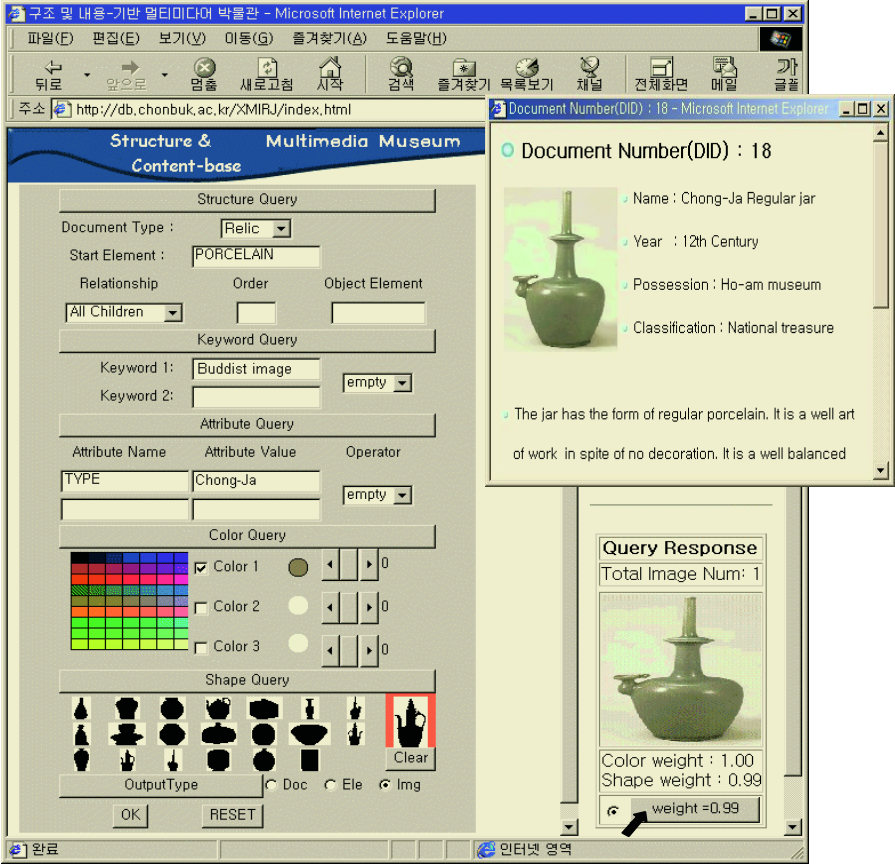 구조 및 내용-기반 멀티미디어 박물관 - Microsoft Internet Explorer
파일(F) 편집(E) 보기(V) 이동(G) 즐겨찾기(A) 도움말(H)
뒤로 앞으로 멈춤 새로고침 시작 검색 즐겨찾기 목록보기 채널 전체화면 메일 글꼴
주소 http://db.chonbuk.ac.kr/XMIRJ/index.html
Structure & Multimedia Museum
Content-base
Structure Query
Document Type : Relic
Start Element : PORCELAIN
Relationship Order Object Element
All Children
Keyword Query
Keyword 1: Buddist image
empty
Keyword 2:
Attribute Query
Attribute Name Attribute Value Operator
TYPE Chong-Ja
empty
Color Query
Color 1 0
Color 2 0
Color 3 0
Shape Query
Clear
OutputType Doc Ele Img
OK RESET
완료 인터넷 영역
Document Number(DID) : 18 - Microsoft Internet Explorer
Document Number(DID) : 18
Name : Chong-Ja Regular jar
Year : 12th Century
Possession : Ho-am museum
Classification : National treasure
The jar has the form of regular porcelain. It is a well art
of work in spite of no decoration. It is a well balanced
Query Response
Total Image Num: 1
Color weight : 1.00
Shape weight : 0.99
weight =0.99